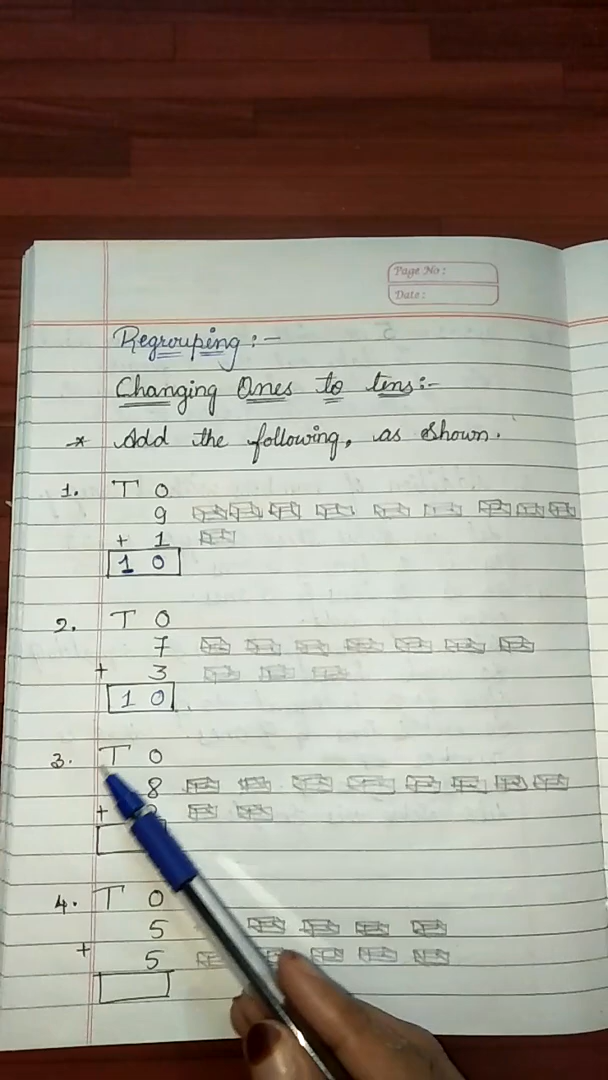 Page No :
Date :
Regrouping :-
Changing Ones to tens :-
* Add the following, as shown.
1. T O
9
+ 1
1 0
2. T O
7
+ 3
1 0
3. T O
8
+
4. T O
5
+ 5